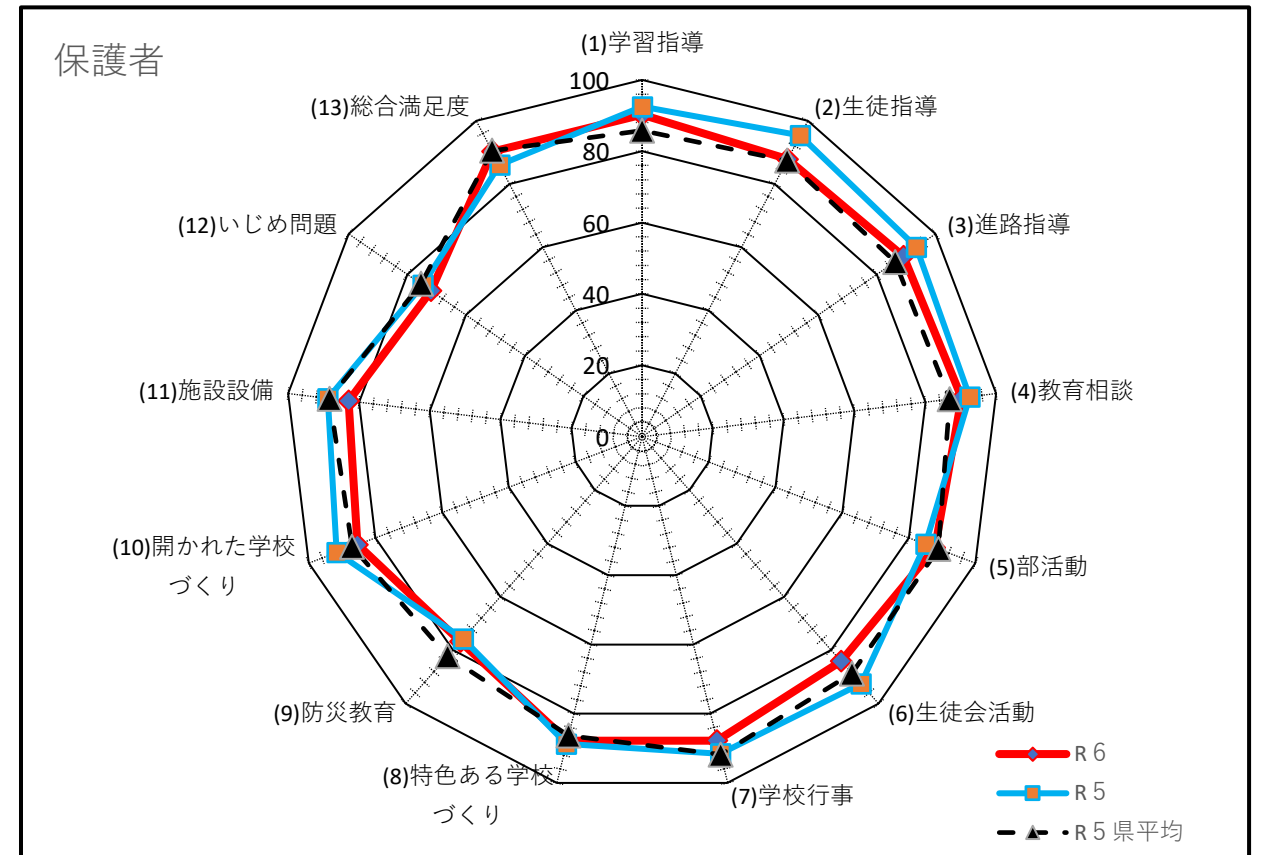 保護者
(1)学習指導
(2)生徒指導
(3)進路指導
(4)教育相談
(5)部活動
(6)生徒会活動
(7)学校行事
(8)特色ある学校
づくり
(9)防災教育
(10)開かれた学校
づくり
(11)施設設備
(12)いじめ問題
(13)総合満足度
100
80
60
40
20
0
R６
R５
R５県平均